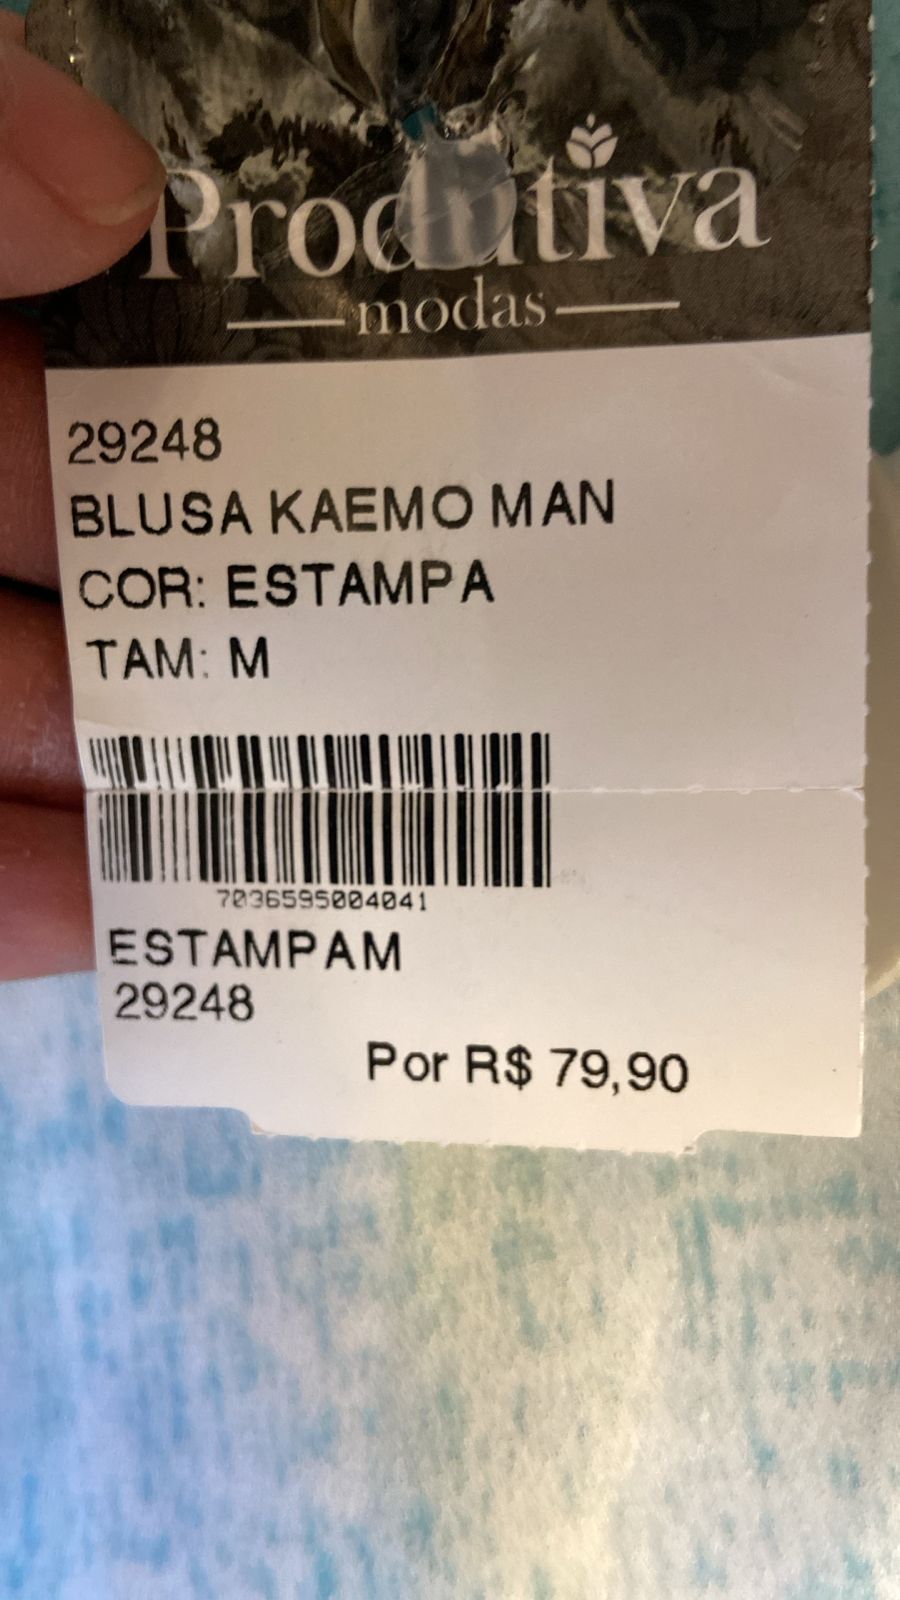 Produtiva
modas
29248
BLUSA KAEMO MAN
COR: ESTAMPA
TAM: M
7036595004041
ESTAMPAM
29248
Por R$ 79,90